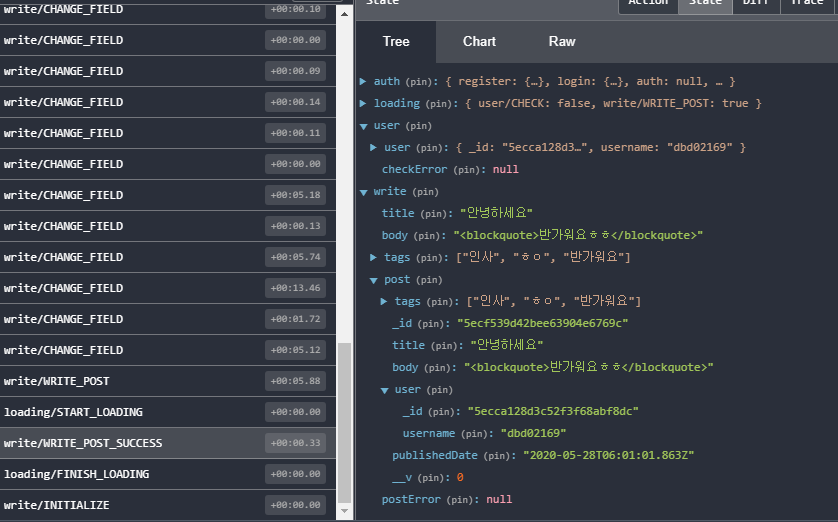 write/CHANGE_FIELD +00:00.10
write/CHANGE_FIELD +00:00.00
write/CHANGE_FIELD +00:00.09
write/CHANGE_FIELD +00:00.14
write/CHANGE_FIELD +00:00.11
write/CHANGE_FIELD +00:00.00
write/CHANGE_FIELD +00:05.18
write/CHANGE_FIELD +00:00.13
write/CHANGE_FIELD +00:05.74
write/CHANGE_FIELD +00:13.46
write/CHANGE_FIELD +00:01.72
write/CHANGE_FIELD +00:05.12
write/WRITE_POST +00:05.88
loading/START_LOADING +00:00.00
write/WRITE_POST_SUCCESS +00:00.33
loading/FINISH_LOADING +00:00.00
write/INITIALIZE +00:00.00
State Action State Diff Trace
Tree Chart Raw
auth (pin): { register: {…}, login: {…}, auth: null, … }
loading (pin): { user/CHECK: false, write/WRITE_POST: true }
user (pin)
user (pin): { _id: "5ecca128d3…", username: "dbd02169" }
checkError (pin): null
write (pin)
title (pin): "안녕하세요"
body (pin): "<blockquote>반가워요ㅎㅎ</blockquote>"
tags (pin): ["인사", "ㅎㅇ", "반가워요"]
post (pin)
tags (pin): ["인사", "ㅎㅇ", "반가워요"]
_id (pin): "5ecf539d42bee63904e6769c"
title (pin): "안녕하세요"
body (pin): "<blockquote>반가워요ㅎㅎ</blockquote>"
user (pin)
_id (pin): "5ecca128d3c52f3f68abf8dc"
username (pin): "dbd02169"
publishedDate (pin): "2020-05-28T06:01:01.863Z"
__v (pin): 0
postError (pin): null